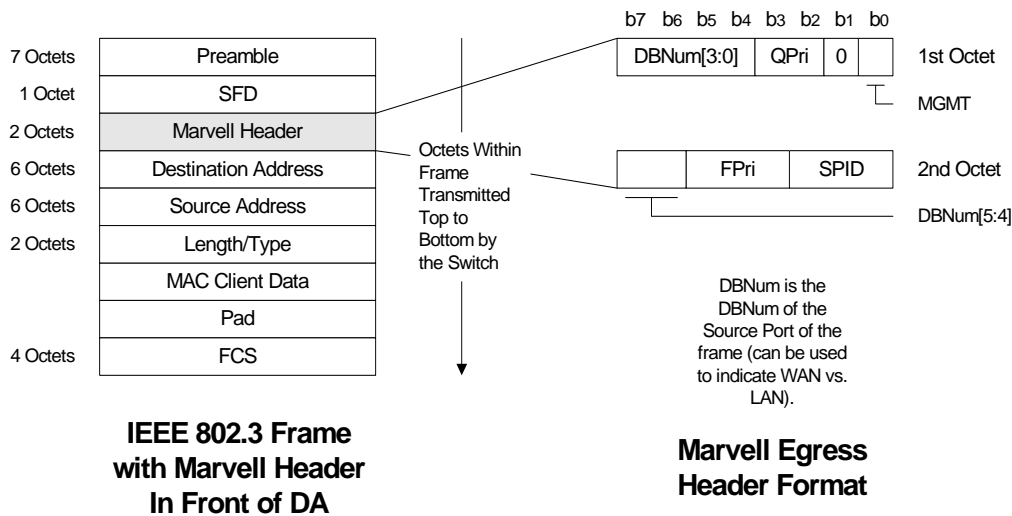 7 Octets
Preamble
1 Octet
SFD
2 Octets
Marvell Header
6 Octets
Destination Address
6 Octets
Source Address
2 Octets
Length/Type
MAC Client Data
Pad
4 Octets
FCS
Octets Within
Frame
Transmitted
Top to
Bottom by
the Switch
IEEE 802.3 Frame
with Marvell Header
In Front of DA
b7 b6 b5 b4 b3 b2 b1 b0
DBNum[3:0] QPri 0
1st Octet
MGMT
FPri SPID
2nd Octet
DBNum[5:4]
DBNum is the
DBNum of the
Source Port of the
frame (can be used
to indicate WAN vs.
LAN).
Marvell Egress
Header Format